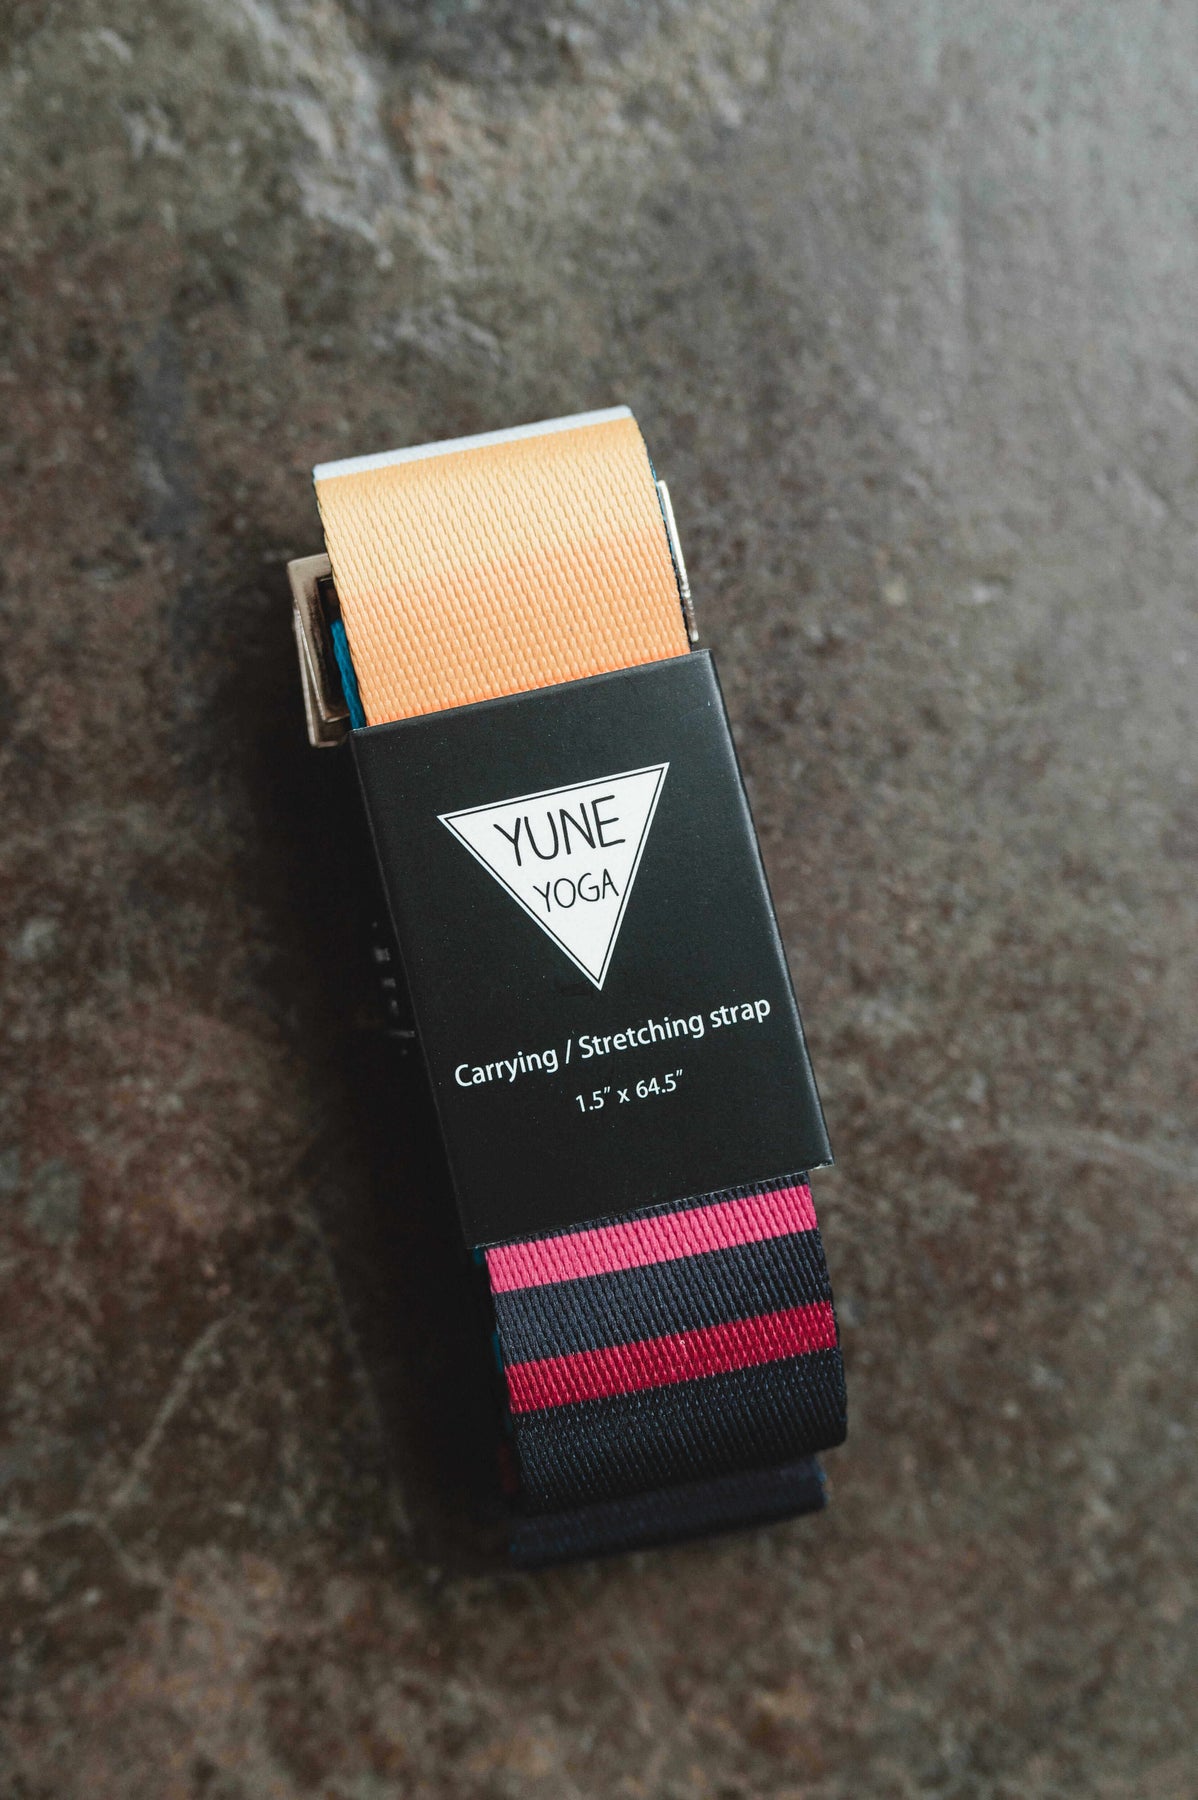 YUNE
YOGA
Carrying / Stretching strap
1.5” x 64.5”